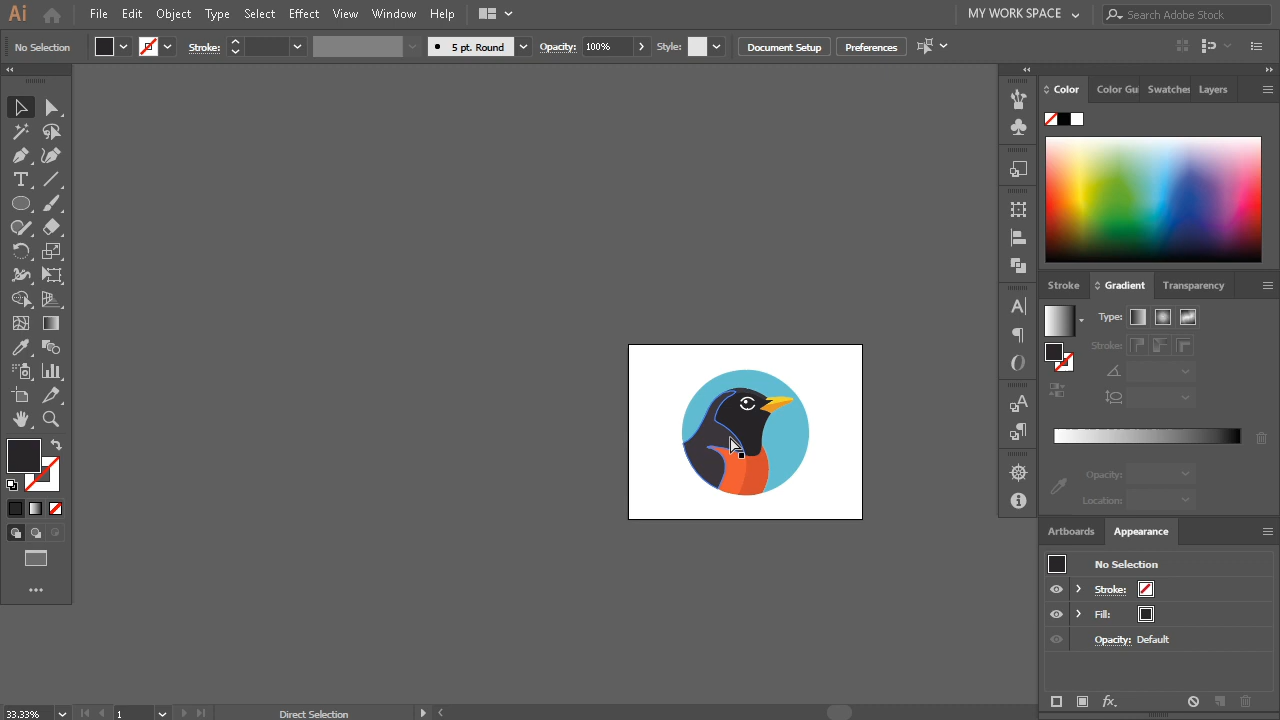 Ai File Edit Object Type Select Effect View Window Help MY WORK SPACE Search Adobe Stock
No Selection Stroke: 5 pt. Round Opacity: 100% Style: Document Setup Preferences
Color Color Gu Swatches Layers
Stroke Gradient Transparency
Type:
Stroke:
Opacity:
Location:
Artboards Appearance
No Selection
Stroke:
Fill:
Opacity: Default
fx
33.33% 1 Direct Selection